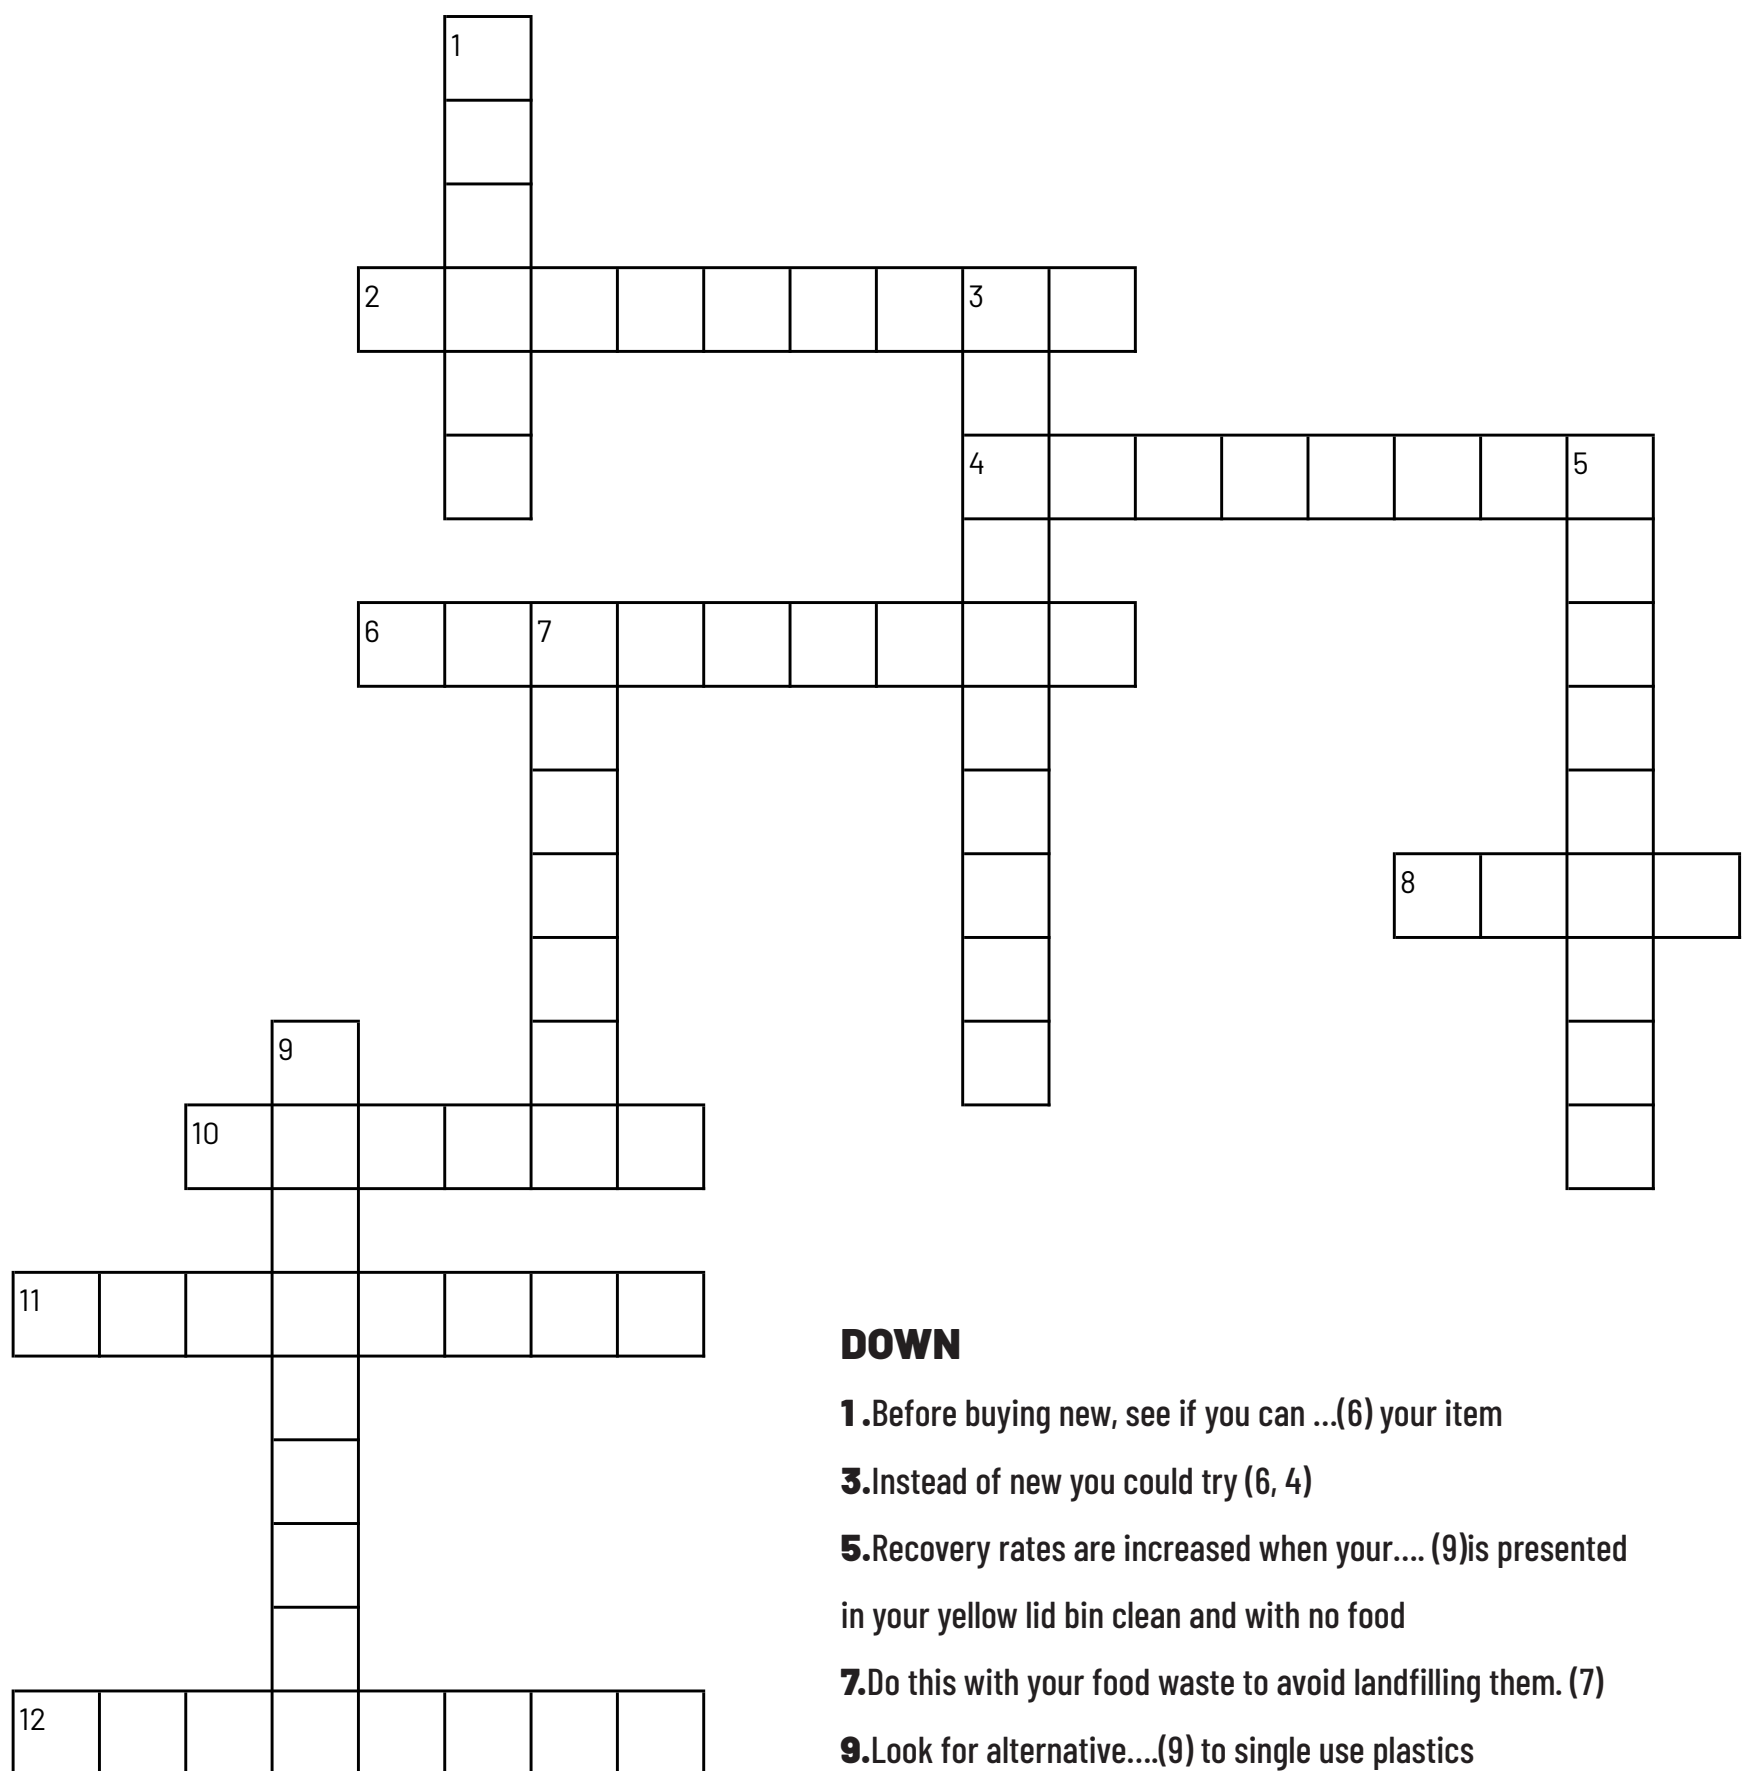 1
2
3
4
5
6
7
8
9
10
11
12
DOWN
1.Before buying new, see if you can ...(6) your item
3.Instead of new you could try (6, 4)
5.Recovery rates are increased when your.... (9)is presented
in your yellow lid bin clean and with no food
7.Do this with your food waste to avoid landfilling them. (7)
9.Look for alternative....(9) to single use plastics